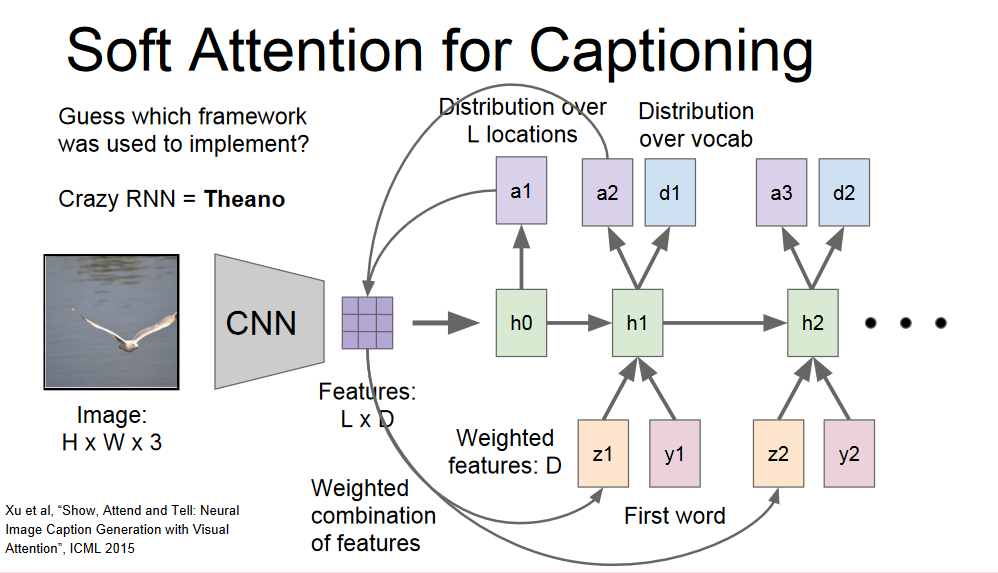 Soft Attention for Captioning
Guess which framework
was used to implement?
Crazy RNN = Theano
Distribution over
L locations
Distribution
over vocab
a1
a2
d1
a3
d2
CNN
h0
h1
h2
Image:
H x W x 3
Features:
L x D
Weighted
features: D
z1
y1
z2
y2
First word
Weighted
combination
of features
Xu et al, “Show, Attend and Tell: Neural
Image Caption Generation with Visual
Attention”, ICML 2015